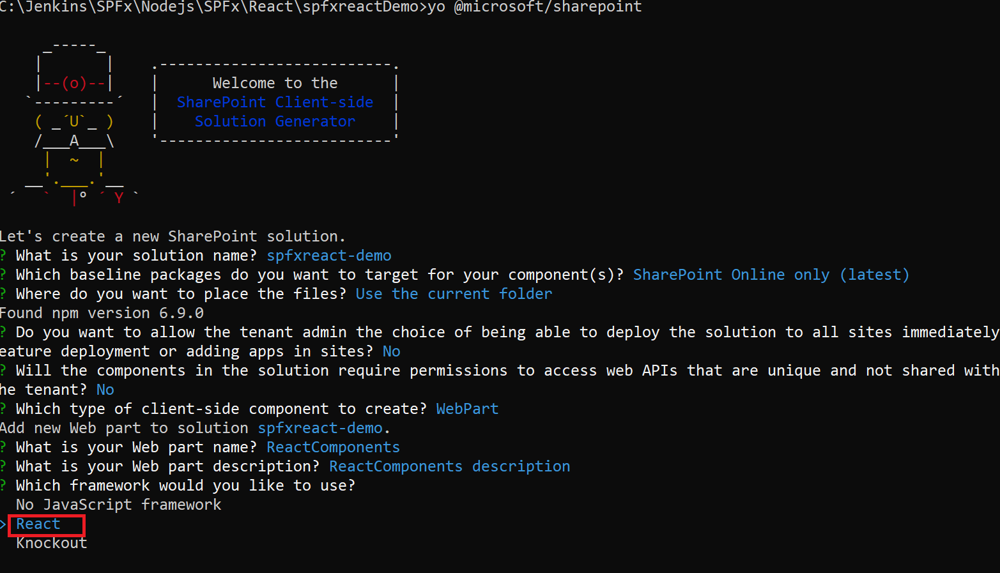 C:\Jenkins\SPFx\Nodejs\SPFx\React\spfxreactDemo>yo @microsoft/sharepoint
     _-----_
    |       |    .--------------------------.
    |--(o)--|    |      Welcome to the      |
   `---------´   |  SharePoint Client-side  |
    ( _´U`_ )    |    Solution Generator    |
    /___A___\    '--------------------------'
     |  ~  |
   __'.___.'__
 ´   `  |° ´ Y `
Let's create a new SharePoint solution.
? What is your solution name? spfxreact-demo
? Which baseline packages do you want to target for your component(s)? SharePoint Online only (latest)
? Where do you want to place the files? Use the current folder
Found npm version 6.9.0
? Do you want to allow the tenant admin the choice of being able to deploy the solution to all sites immediately
eature deployment or adding apps in sites? No
? Will the components in the solution require permissions to access web APIs that are unique and not shared with
he tenant? No
? Which type of client-side component to create? WebPart
Add new Web part to solution spfxreact-demo.
? What is your Web part name? ReactComponents
? What is your Web part description? ReactComponents description
? Which framework would you like to use?
  No JavaScript framework
> React
  Knockout